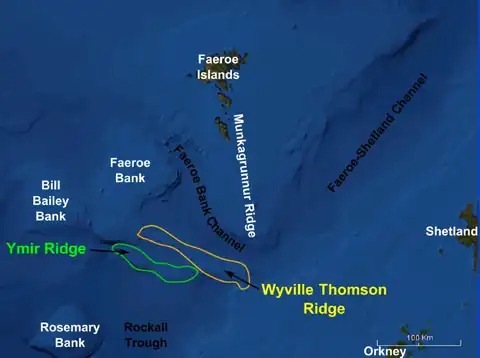 Faeroe
Islands
Munkagrunnur Ridge
Faeroe-Shetland Channel
Faeroe Bank Channel
Faeroe
Bank
Bill
Bailey
Bank
Ymir Ridge
Shetland
Wyville Thomson
Ridge
Rosemary
Bank
Rockall
Trough
100 Km
Orkney